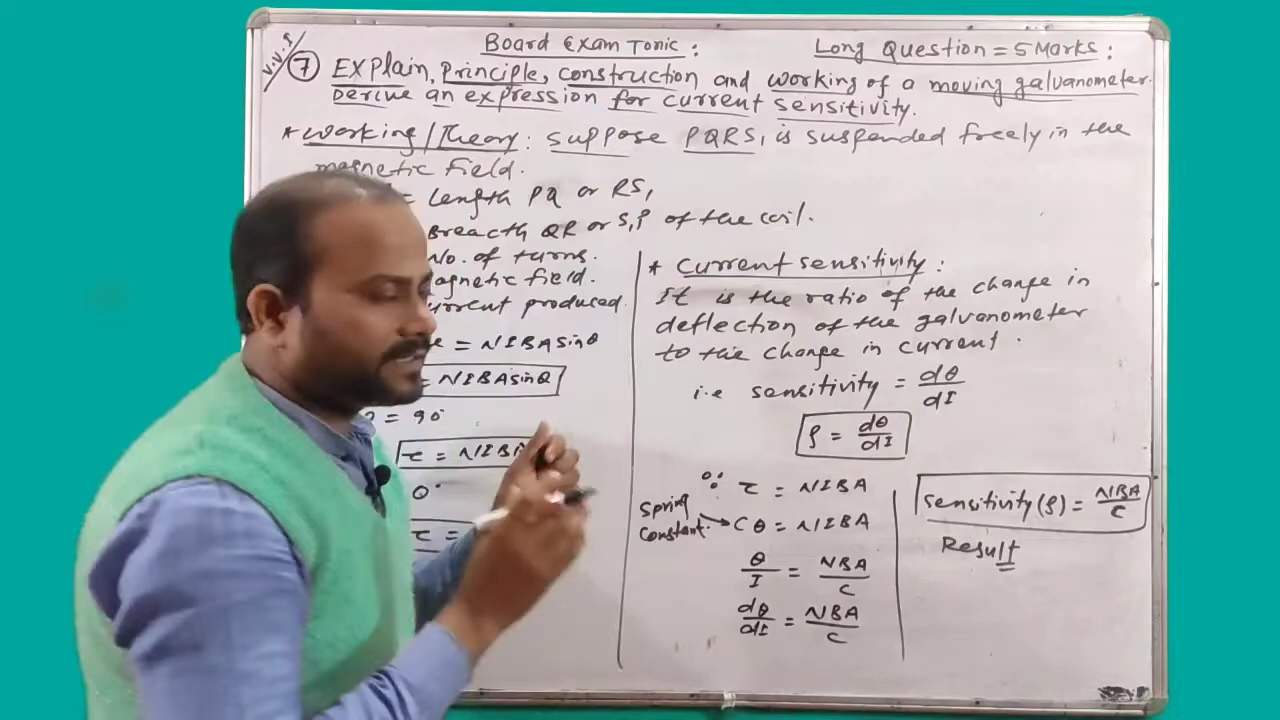 V.V.I
Board Exam Tonic :
Long Question = 5 Marks :
7 Explain, principle, construction and working of a moving galvanometer.
Derive an expression for current sensitivity.
* Working/Theory : suppose PQRS, is suspended freely in the
magnetic field.
= Length PQ or RS,
Breacth QR or S,P of the coil.
No. of turns.
agnetic field.
urrent produced.
= NIBA sinθ
= NIBA sinθ
= 90°
τ = NIB
0°
τ =
* Current sensitivity :
It is the ratio of the change in
deflection of the galvanometer
to the change in current.
i.e sensitivity = dθ/dI
ρ = dθ/dI
∵ τ = NIBA
spring
constant. → Cθ = NIBA
θ/I = NBA/C
dθ/dI = NBA/C
Sensitivity (ρ) = NBA/C
Result